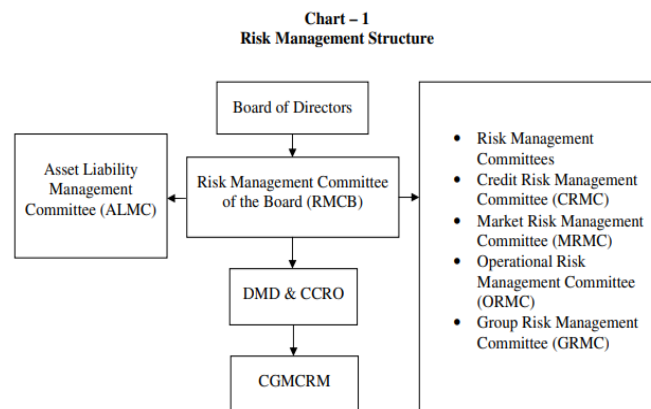 Chart – 1
Risk Management Structure
Board of Directors
Asset Liability
Management
Committee (ALMC)
Risk Management Committee
of the Board (RMCB)
• Risk Management
Committees
• Credit Risk Management
Committee (CRMC)
• Market Risk Management
Committee (MRMC)
• Operational Risk
Management Committee
(ORMC)
• Group Risk Management
Committee (GRMC)
DMD & CCRO
CGMCRM